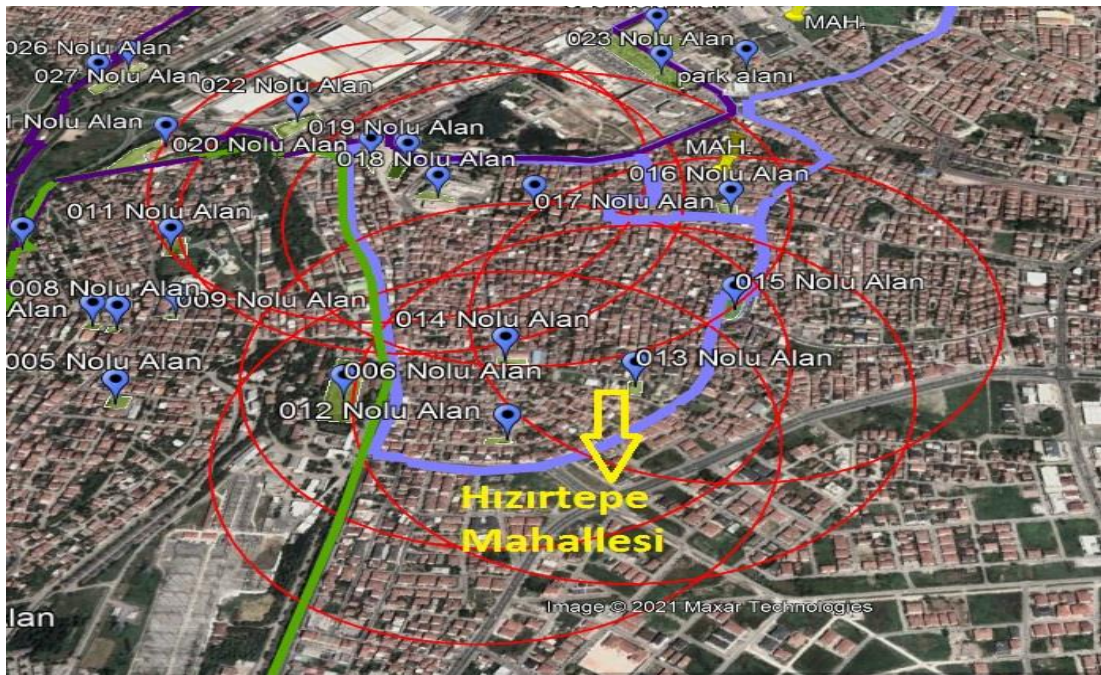 026 Nolu Alan
023 Nolu Alan
MAH.
027 Nolu Alan
022 Nolu Alan
park alanı
1 Nolu Alan
020 Nolu Alan
019 Nolu Alan
018 Nolu Alan
MAH.
016 Nolu Alan
017 Nolu Alan
011 Nolu Alan
008 Nolu Alan
009 Nolu Alan
Alan
015 Nolu Alan
014 Nolu Alan
005 Nolu Alan
006 Nolu Alan
013 Nolu Alan
012 Nolu Alan
Hızırtepe
Mahallesi
Image © 2021 Maxar Technologies
lan